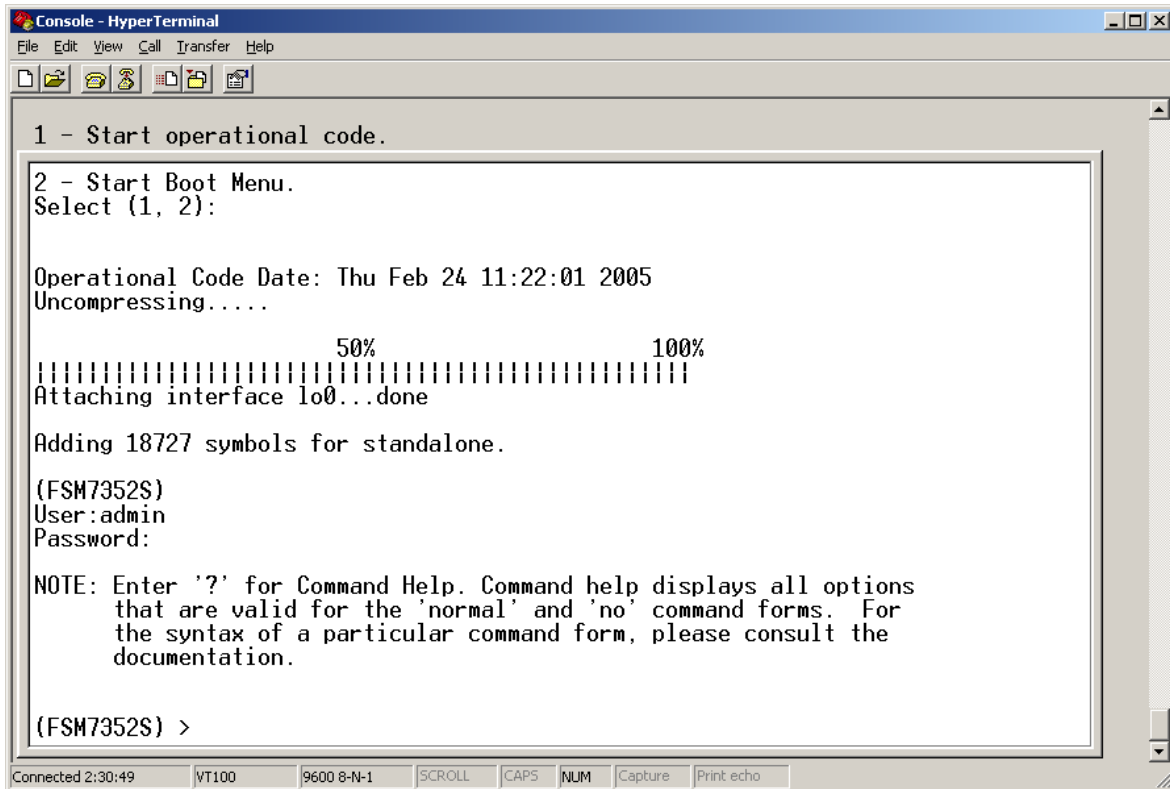 Console - HyperTerminal
File Edit View Call Transfer Help
1 - Start operational code.
2 - Start Boot Menu.
Select (1, 2):
Operational Code Date: Thu Feb 24 11:22:01 2005
Uncompressing.....
50% 100%
||||||||||||||||||||||||||||||||||||||||||||||||||
Attaching interface lo0...done
Adding 18727 symbols for standalone.
(FSM7352S)
User:admin
Password:
NOTE: Enter '?' for Command Help. Command help displays all options
that are valid for the 'normal' and 'no' command forms. For
the syntax of a particular command form, please consult the
documentation.
(FSM7352S) >
Connected 2:30:49 VT100 9600 8-N-1 SCROLL CAPS NUM Capture Print echo